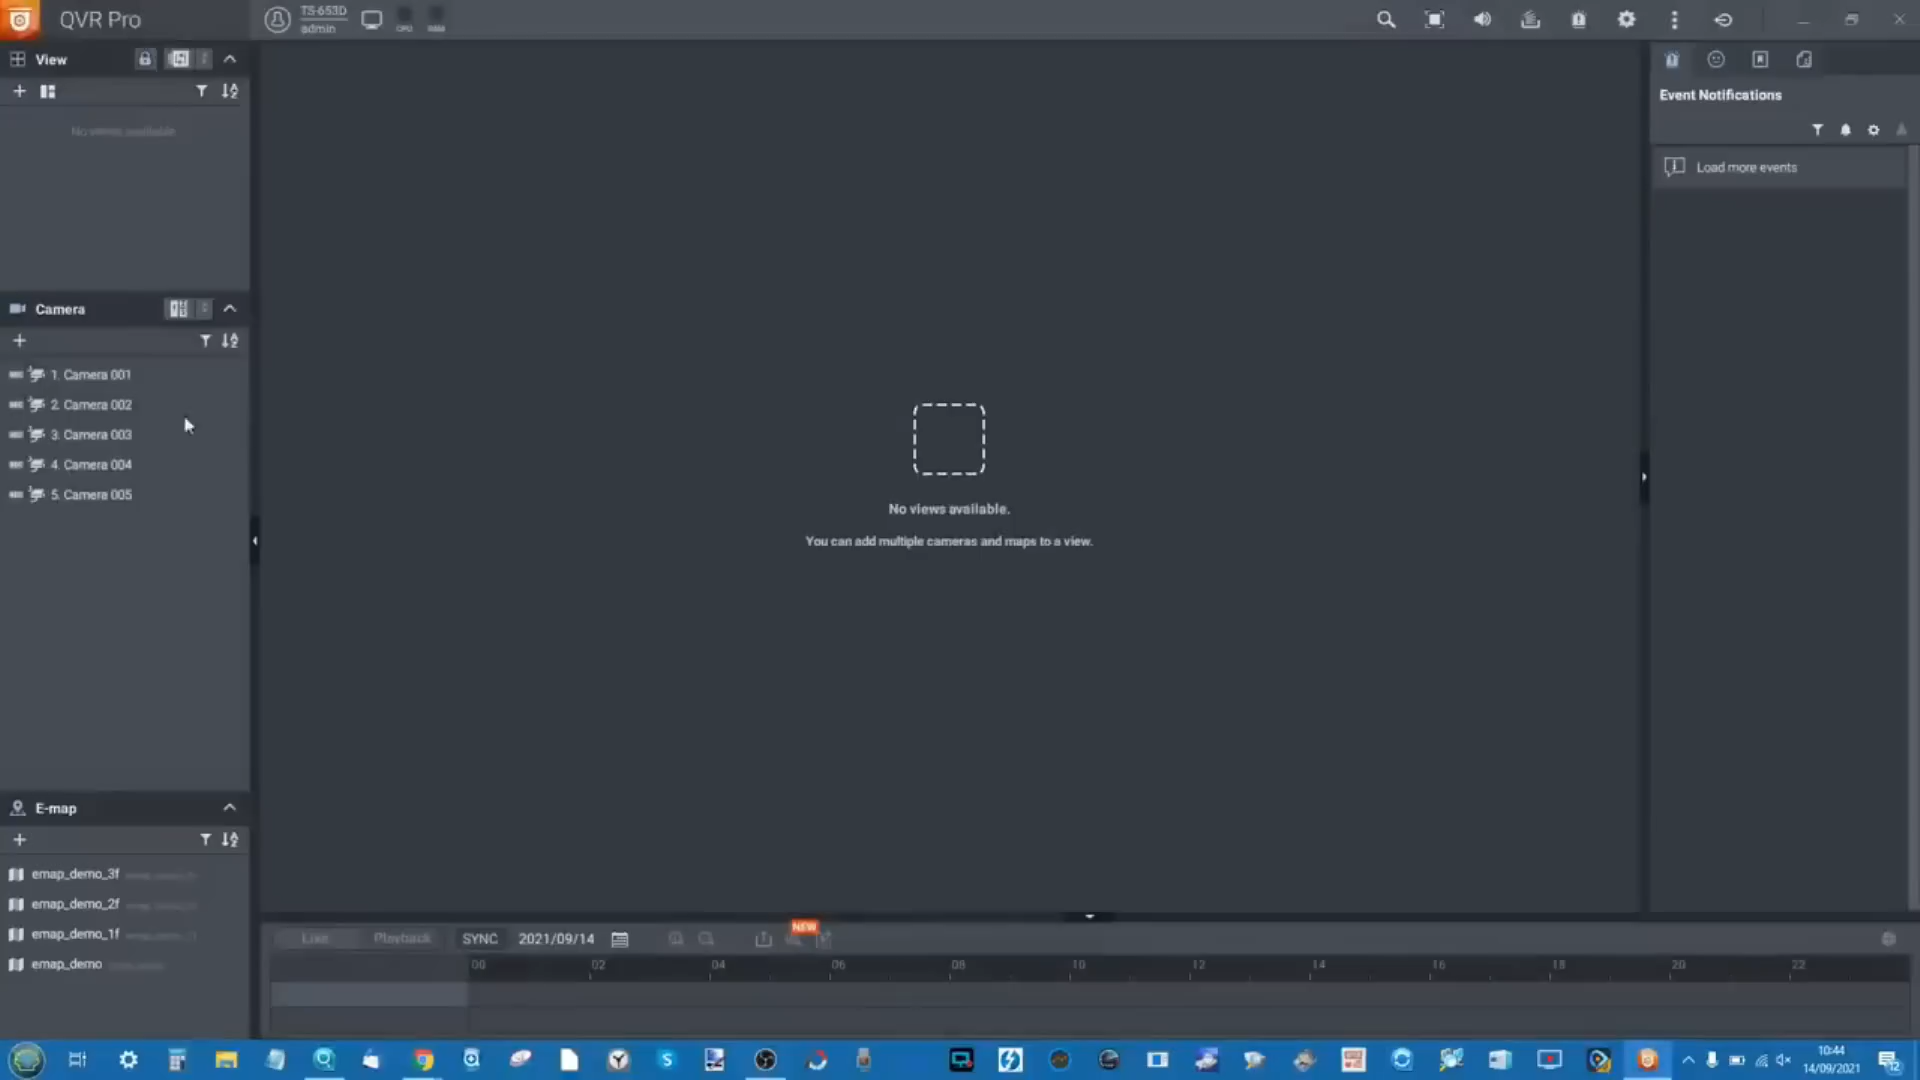 QVR Pro
TS-653D
admin
View
No views available
Camera
1. Camera 001
2. Camera 002
3. Camera 003
4. Camera 004
5. Camera 005
E-map
emap_demo_3f
emap_demo_2f
emap_demo_1f
emap_demo
No views available.
You can add multiple cameras and maps to a view.
Event Notifications
Load more events
Live
Playback
SYNC
2021/09/14
NEW
00 02 04 06 08 10 12 14 16 18 20 22
10:44
14/09/2021